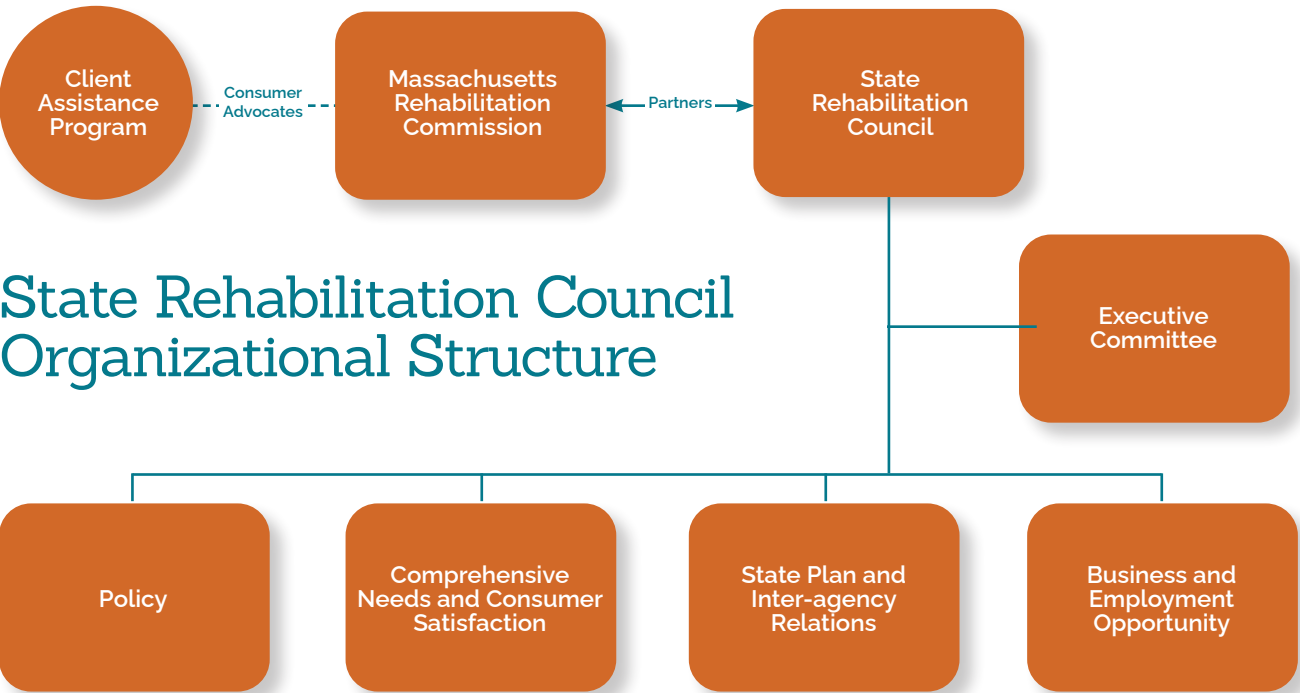 Client
Assistance
Program
Consumer
Advocates
Massachusetts
Rehabilitation
Commission
Partners
State
Rehabilitation
Council
State Rehabilitation Council
Organizational Structure
Executive
Committee
Policy
Comprehensive
Needs and Consumer
Satisfaction
State Plan and
Inter-agency
Relations
Business and
Employment
Opportunity